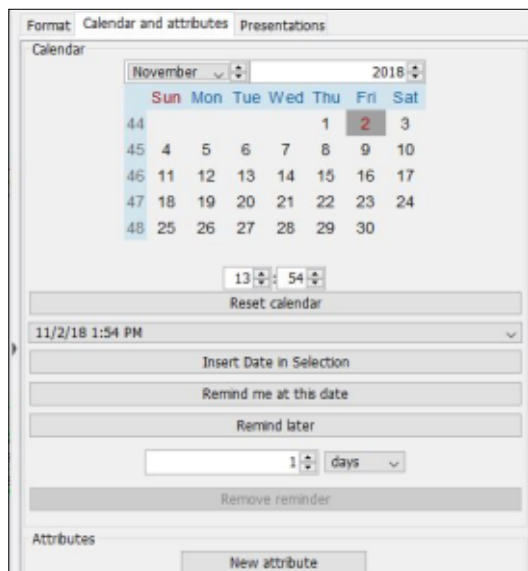 Format Calendar and attributes Presentations
Calendar
November 2018
Sun Mon Tue Wed Thu Fri Sat
44 1 2 3
45 4 5 6 7 8 9 10
46 11 12 13 14 15 16 17
47 18 19 20 21 22 23 24
48 25 26 27 28 29 30
13 : 54
Reset calendar
11/2/18 1:54 PM
Insert Date in Selection
Remind me at this date
Remind later
1 days
Remove reminder
Attributes
New attribute